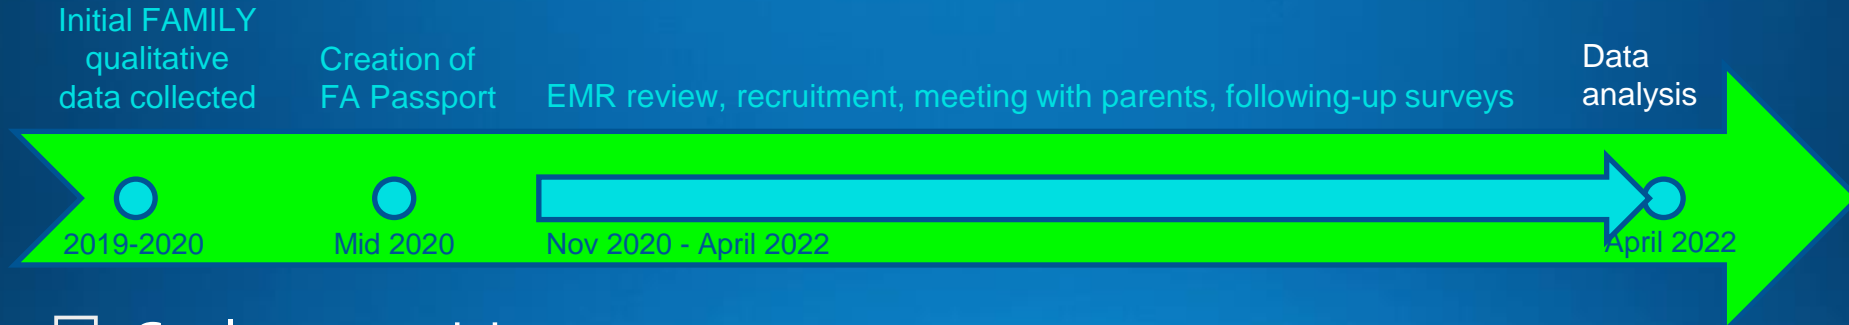 Initial FAMILY
qualitative
data collected
Creation of
FA Passport
EMR review, recruitment, meeting with parents, following-up surveys
Data
analysis
2019-2020
Mid 2020
Nov 2020 - April 2022
April 2022